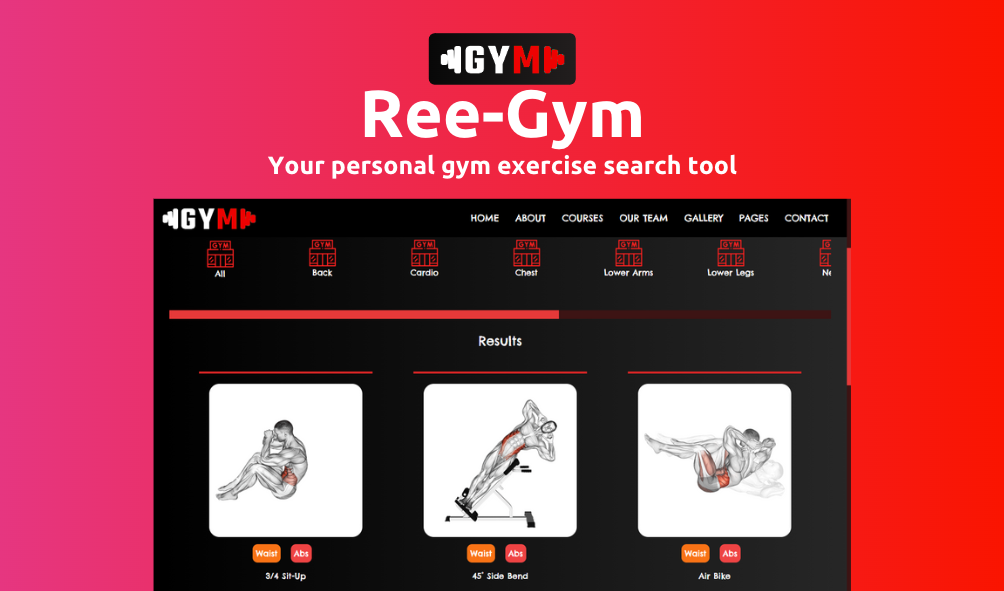 GYM
Ree-Gym
Your personal gym exercise search tool
GYM HOME ABOUT COURSES OUR TEAM GALLERY PAGES CONTACT
GYM GYM GYM GYM GYM GYM
All Back Cardio Chest Lower Arms Lower Legs Ne
Results
Waist Abs Waist Abs Waist Abs
3/4 Sit-Up 45° Side Bend Air Bike